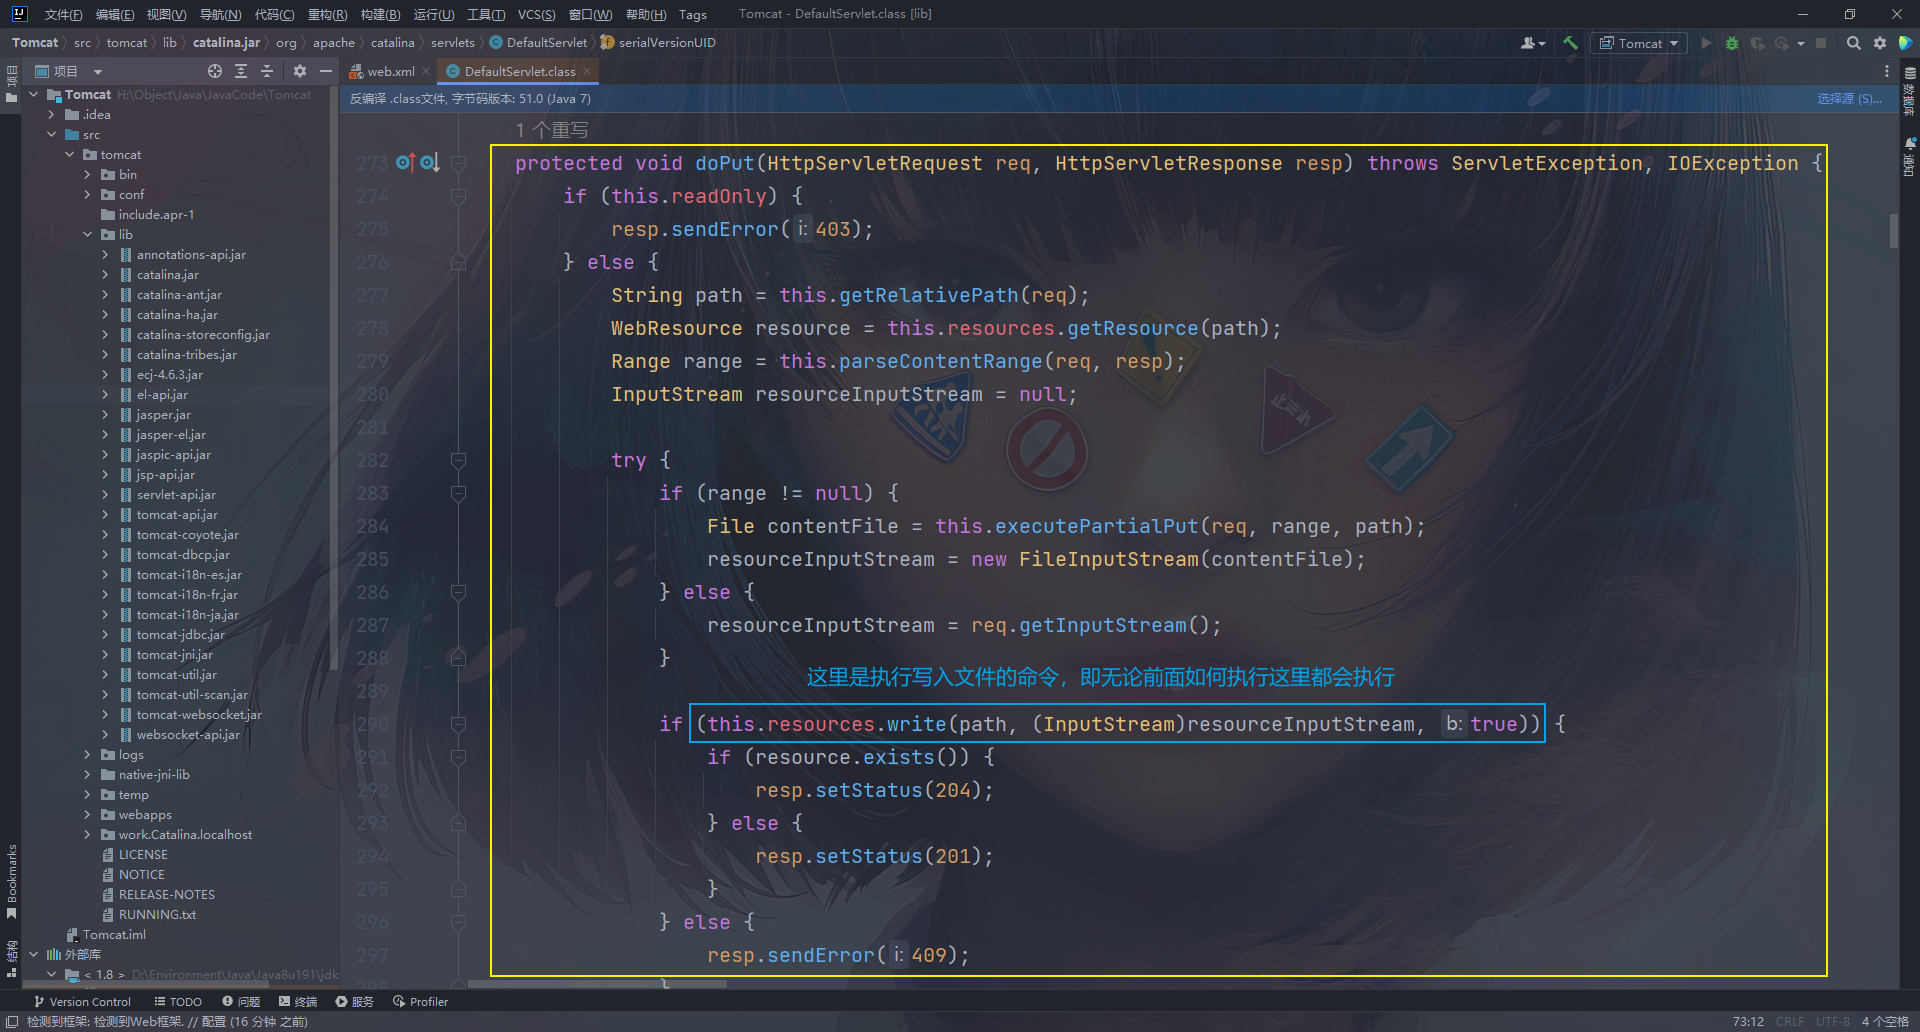 文件(F) 编辑(E) 视图(V) 导航(N) 代码(C) 重构(R) 构建(B) 运行(U) 工具(T) VCS(S) 窗口(W) 帮助(H) Tags Tomcat - DefaultServlet.class [lib]
Tomcat src tomcat lib catalina.jar org apache catalina servlets DefaultServlet serialVersionUID Tomcat
项目
web.xml DefaultServlet.class
反编译 .class文件, 字节码版本: 51.0 (Java 7) 选择源 (S)...
项目
Tomcat H:\Object\Java\JavaCode\Tomcat
.idea
src
tomcat
bin
conf
include.apr-1
lib
annotations-api.jar
catalina.jar
catalina-ant.jar
catalina-ha.jar
catalina-storeconfig.jar
catalina-tribes.jar
ecj-4.6.3.jar
el-api.jar
jasper.jar
jasper-el.jar
jaspic-api.jar
jsp-api.jar
servlet-api.jar
tomcat-api.jar
tomcat-coyote.jar
tomcat-dbcp.jar
tomcat-i18n-es.jar
tomcat-i18n-fr.jar
tomcat-i18n-ja.jar
tomcat-jdbc.jar
tomcat-jni.jar
tomcat-util.jar
tomcat-util-scan.jar
tomcat-websocket.jar
websocket-api.jar
logs
native-jni-lib
temp
webapps
work.Catalina.localhost
LICENSE
NOTICE
RELEASE-NOTES
RUNNING.txt
Tomcat.iml
外部库
< 1.8 > D:\Environment\Java\Java8u191\jdk
Bookmarks
结构
1 个重写
273 protected void doPut(HttpServletRequest req, HttpServletResponse resp) throws ServletException, IOException {
274 if (this.readOnly) {
275 resp.sendError( i: 403);
276 } else {
277 String path = this.getRelativePath(req);
278 WebResource resource = this.resources.getResource(path);
279 Range range = this.parseContentRange(req, resp);
280 InputStream resourceInputStream = null;
281
282 try {
283 if (range != null) {
284 File contentFile = this.executePartialPut(req, range, path);
285 resourceInputStream = new FileInputStream(contentFile);
286 } else {
287 resourceInputStream = req.getInputStream();
288 }
289 这里是执行写入文件的命令，即无论前面如何执行这里都会执行
290 if (this.resources.write(path, (InputStream)resourceInputStream, b: true)) {
291 if (resource.exists()) {
292 resp.setStatus(204);
293 } else {
294 resp.setStatus(201);
295 }
296 } else {
297 resp.sendError( i: 409);
298 }
止まれ
数据库
通知
Version Control TODO 问题 终端 服务 Profiler
检测到框架: 检测到Web框架. // 配置 (16 分钟 之前) 73:12 CRLF UTF-8 4 个空格